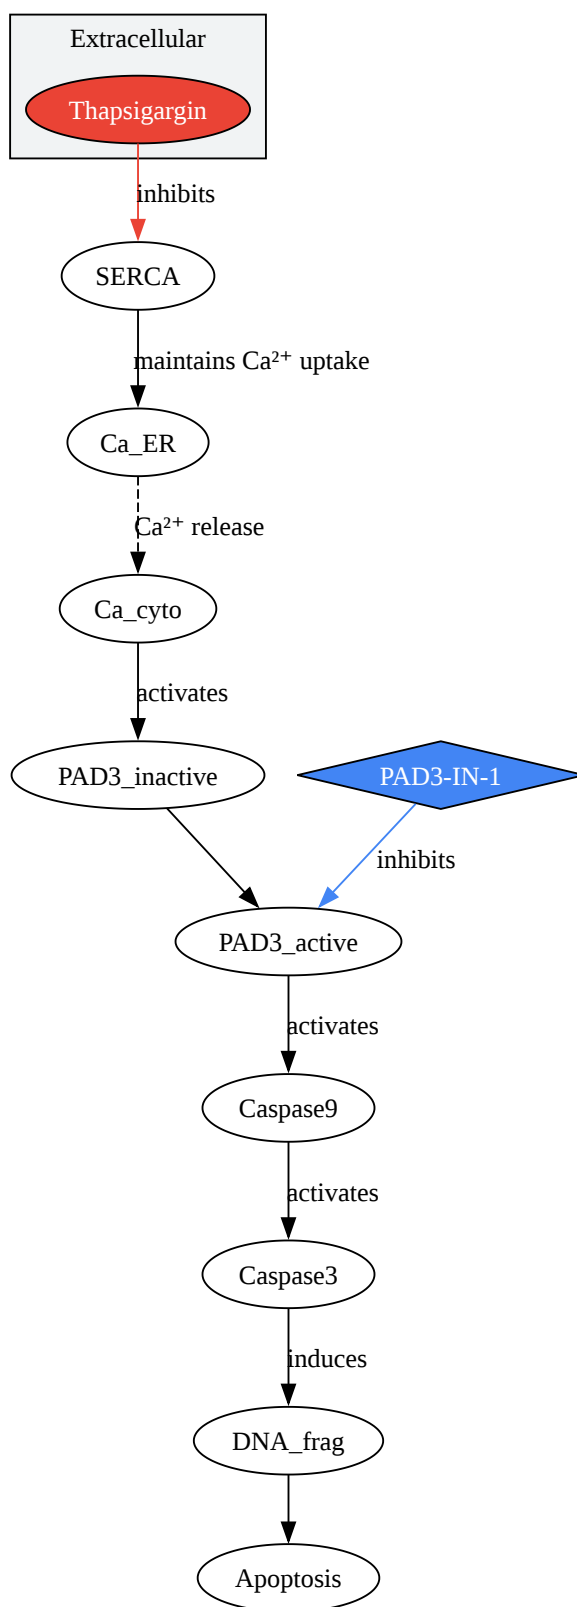 Extracellular
Thapsigargin
inhibits
SERCA
maintains Ca²⁺ uptake
Ca_ER
Ca²⁺ release
Ca_cyto
activates
PAD3_inactive
PAD3-IN-1
inhibits
PAD3_active
activates
Caspase9
activates
Caspase3
induces
DNA_frag
Apoptosis